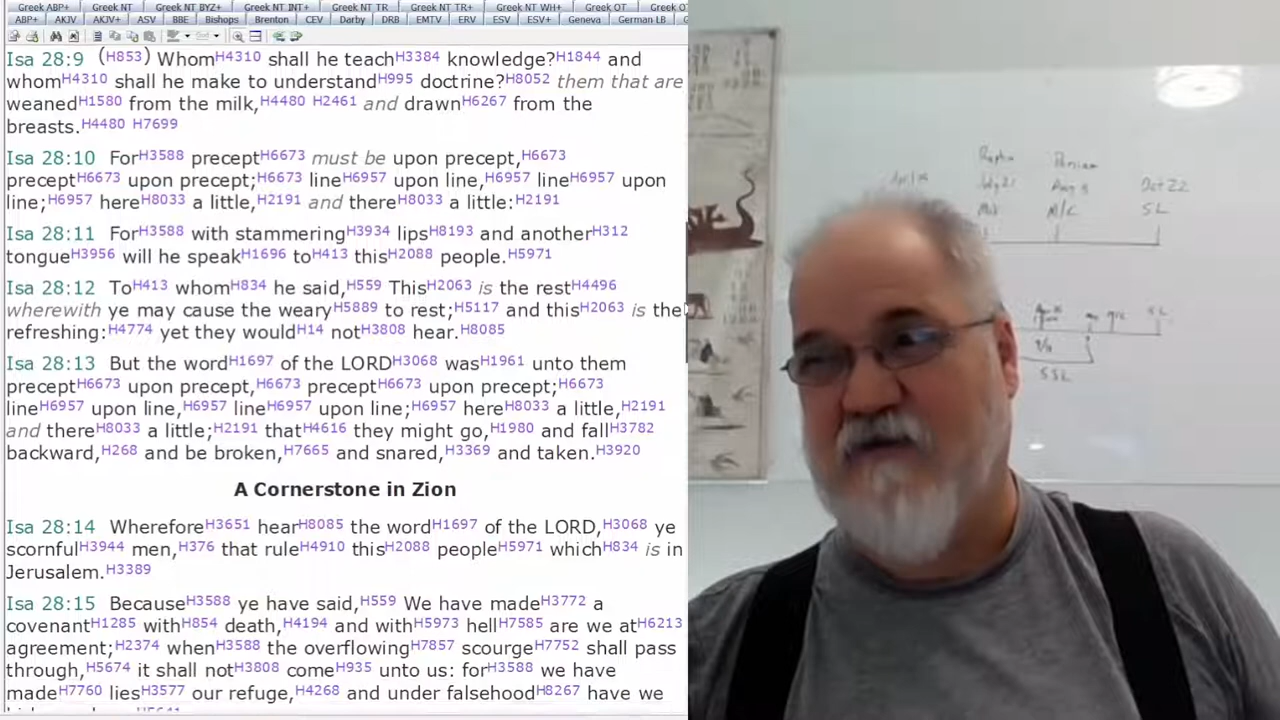 Greek ABP+ Greek NT Greek NT BYZ+ Greek NT INT+ Greek NT TR Greek NT TR+ Greek NT WH+ Greek OT Greek
ABP+ AKJV AKJV+ ASV BBE Bishops Brenton CEV Darby DRB EMTV ERV ESV ESV+ Geneva German LB
Isa 28:9 (H853) WhomH4310 shall he teachH3384 knowledge?H1844 and
whomH4310 shall he make to understandH995 doctrine?H8052 them that are
weanedH1580 from the milk,H4480 H2461 and drawnH6267 from the
breasts.H4480 H7699
Isa 28:10 ForH3588 preceptH6673 must be upon precept,H6673
preceptH6673 upon precept;H6673 lineH6957 upon line,H6957 lineH6957 upon
line;H6957 hereH8033 a little,H2191 and thereH8033 a little:H2191
Isa 28:11 ForH3588 with stammeringH3934 lipsH8193 and anotherH312
tongueH3956 will he speakH1696 toH413 thisH2088 people.H5971
Isa 28:12 ToH413 whomH834 he said,H559 ThisH2063 is the restH4496
wherewith ye may cause the wearyH5889 to rest;H5117 and thisH2063 is the
refreshing:H4774 yet they wouldH14 notH3808 hear.H8085
Isa 28:13 But the wordH1697 of the LORDH3068 wasH1961 unto them
preceptH6673 upon precept,H6673 preceptH6673 upon precept;H6673
lineH6957 upon line,H6957 lineH6957 upon line;H6957 hereH8033 a little,H2191
and thereH8033 a little;H2191 thatH4616 they might go,H1980 and fallH3782
backward,H268 and be broken,H7665 and snared,H3369 and taken.H3920
A Cornerstone in Zion
Isa 28:14 WhereforeH3651 hearH8085 the wordH1697 of the LORD,H3068 ye
scornfulH3944 men,H376 that ruleH4910 thisH2088 peopleH5971 whichH834 is in
Jerusalem.H3389
Isa 28:15 BecauseH3588 ye have said,H559 We have madeH3772 a
covenantH1285 withH854 death,H4194 and withH5973 hellH7585 are we atH6213
agreement;H2374 whenH3588 the overflowingH7857 scourgeH7752 shall pass
through,H5674 it shall notH3808 comeH935 unto us: forH3588 we have
madeH7760 liesH3577 our refuge,H4268 and under falsehoodH8267 have we
Oct 22
M/C SL
SL
SSL